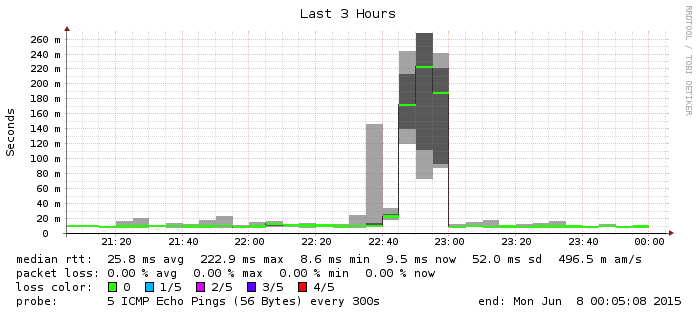 Last 3 Hours
RRDTOOL / TOBI OETIKER
Seconds
260 m
240 m
220 m
200 m
180 m
160 m
140 m
120 m
100 m
80 m
60 m
40 m
20 m
0
21:20 21:40 22:00 22:20 22:40 23:00 23:20 23:40 00:00
median rtt: 25.8 ms avg 222.9 ms max 8.6 ms min 9.5 ms now 52.0 ms sd 496.5 m am/s
packet loss: 0.00 % avg 0.00 % max 0.00 % min 0.00 % now
loss color: 0 1/5 2/5 3/5 4/5
probe: 5 ICMP Echo Pings (56 Bytes) every 300s end: Mon Jun 8 00:05:08 2015